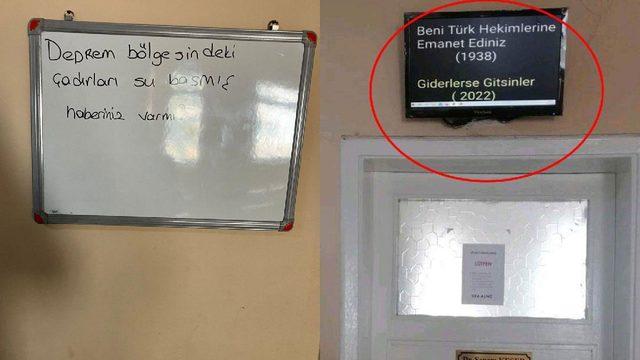 Deprem bölgesindeki
çadırları su basmış
haberiniz varmı
Beni Türk Hekimlerine
Emanet Ediniz
(1938)
Giderlerse Gitsinler
( 2022)
LÜTFEN